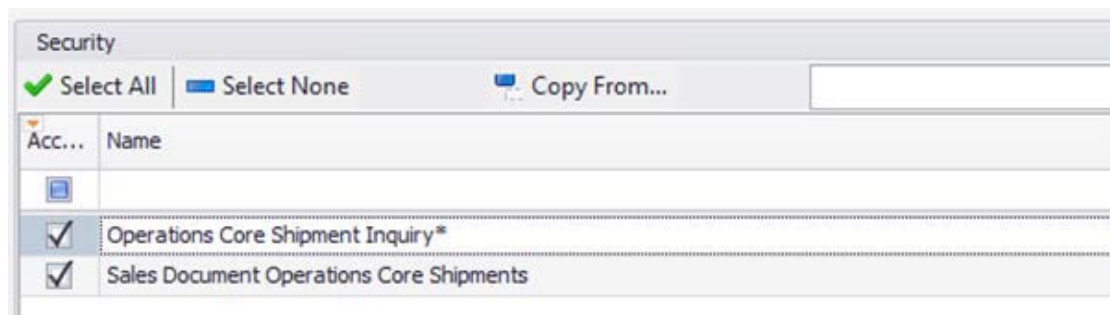 Security
Select All Select None Copy From...
Acc... Name
Operations Core Shipment Inquiry*
Sales Document Operations Core Shipments